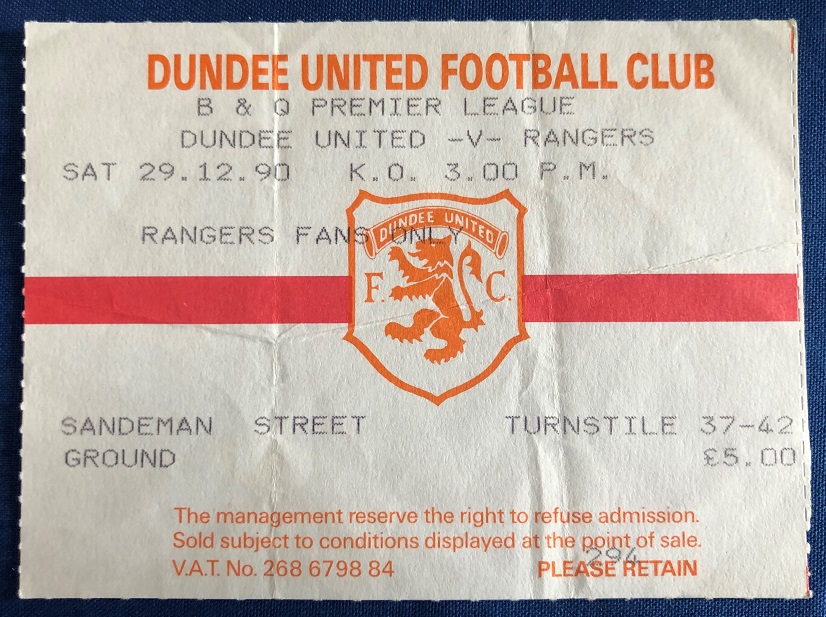 DUNDEE UNITED FOOTBALL CLUB
B & Q PREMIER LEAGUE
DUNDEE UNITED -V- RANGERS
SAT 29.12.90 K.O. 3.00 P.M.
DUNDEE UNITED
RANGERS FANS ONLY
F. C.
SANDEMAN STREET TURNSTILE 37-42
GROUND £5.00
The management reserve the right to refuse admission.
Sold subject to conditions displayed at the point of sale.
294
V.A.T. No. 268 6798 84 PLEASE RETAIN